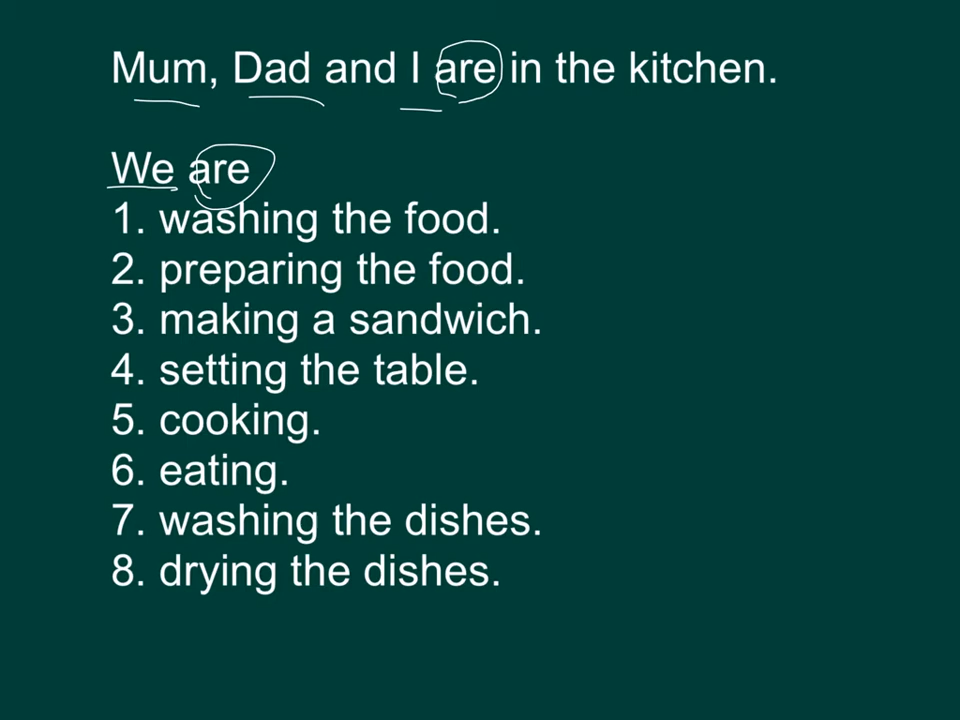 Mum, Dad and I are in the kitchen.
We are
1. washing the food.
2. preparing the food.
3. making a sandwich.
4. setting the table.
5. cooking.
6. eating.
7. washing the dishes.
8. drying the dishes.